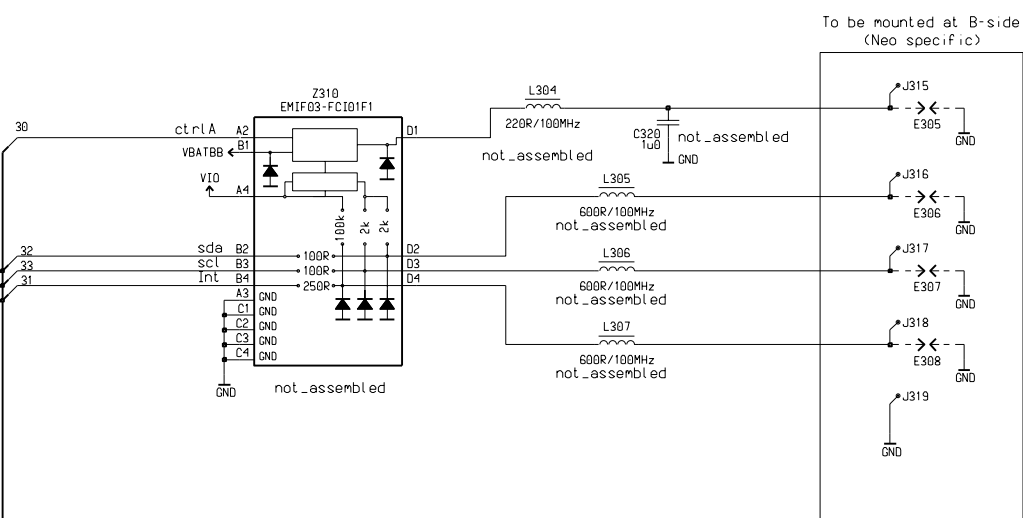 To be mounted at B-side
(Neo specific)
J315
L304
Z310
EMIF03-FCI01F1
E305
GND
220R/100MHz
30
ctrlA
A2
D1
C320
1u0
not_assembled
B1
VBATBB
not_assembled
GND
J316
VIO
L305
A4
600R/100MHz
E306
not_assembled
GND
100k
2k
2k
32
sda
B2
100R
D2
J317
33
scl
B3
100R
D3
L306
31
Int
B4
250R
D4
600R/100MHz
E307
A3
GND
not_assembled
GND
C1
GND
C2
GND
L307
J318
C3
GND
C4
GND
600R/100MHz
E308
not_assembled
GND
GND
not_assembled
J319
GND